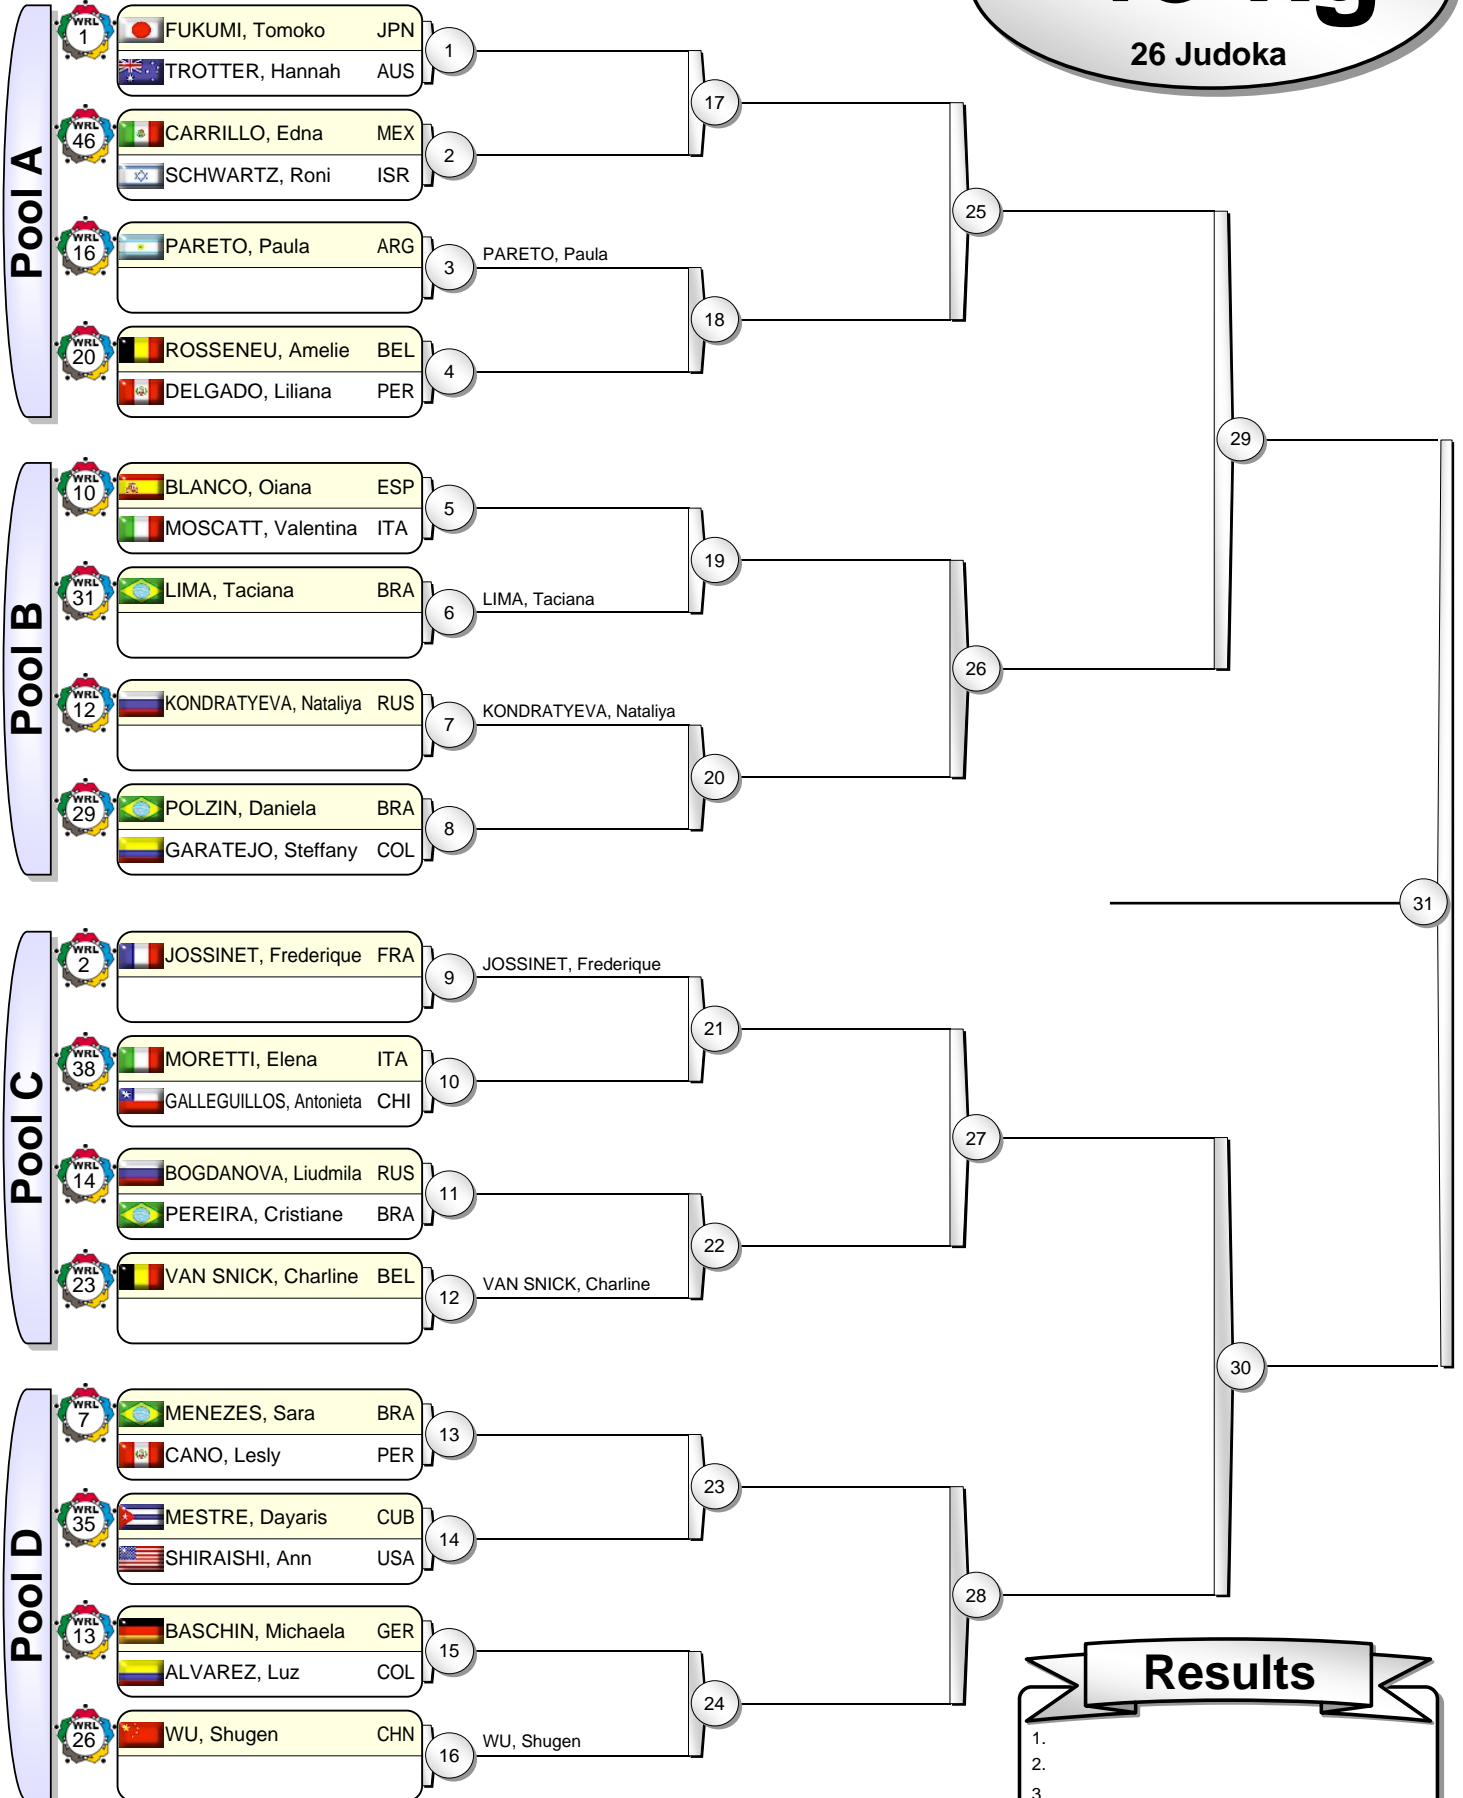 26 Judoka
Pool A
WRL 1
FUKUMI, Tomoko JPN
TROTTER, Hannah AUS
1
WRL 46
CARRILLO, Edna MEX
SCHWARTZ, Roni ISR
2
17
WRL 16
PARETO, Paula ARG
3
PARETO, Paula
WRL 20
ROSSENEU, Amelie BEL
DELGADO, Liliana PER
4
18
25
Pool B
WRL 10
BLANCO, Oiana ESP
MOSCATT, Valentina ITA
5
WRL 31
LIMA, Taciana BRA
6
LIMA, Taciana
19
WRL 12
KONDRATYEVA, Nataliya RUS
7
KONDRATYEVA, Nataliya
WRL 29
POLZIN, Daniela BRA
GARATEJO, Steffany COL
8
20
26
29
31
Pool C
WRL 2
JOSSINET, Frederique FRA
9
JOSSINET, Frederique
WRL 38
MORETTI, Elena ITA
GALLEGUILLOS, Antonieta CHI
10
21
WRL 14
BOGDANOVA, Liudmila RUS
PEREIRA, Cristiane BRA
11
WRL 23
VAN SNICK, Charline BEL
12
VAN SNICK, Charline
22
27
Pool D
WRL 7
MENEZES, Sara BRA
CANO, Lesly PER
13
WRL 35
MESTRE, Dayaris CUB
SHIRAISHI, Ann USA
14
23
WRL 13
BASCHIN, Michaela GER
ALVAREZ, Luz COL
15
WRL 26
WU, Shugen CHN
16
WU, Shugen
24
28
30
Results
1.
2.
3